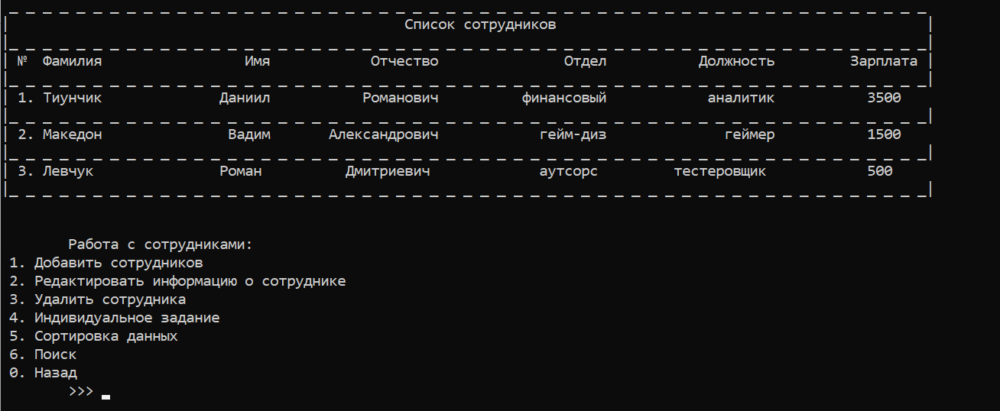 Список сотрудников
№ Фамилия Имя Отчество Отдел Должность Зарплата
1. Тиунчик Даниил Романович финансовый аналитик 3500
2. Македон Вадим Александрович гейм-диз геймер 1500
3. Левчук Роман Дмитриевич аутсорс тестеровщик 500
Работа с сотрудниками:
1. Добавить сотрудников
2. Редактировать информацию о сотруднике
3. Удалить сотрудника
4. Индивидуальное задание
5. Сортировка данных
6. Поиск
0. Назад
>>>